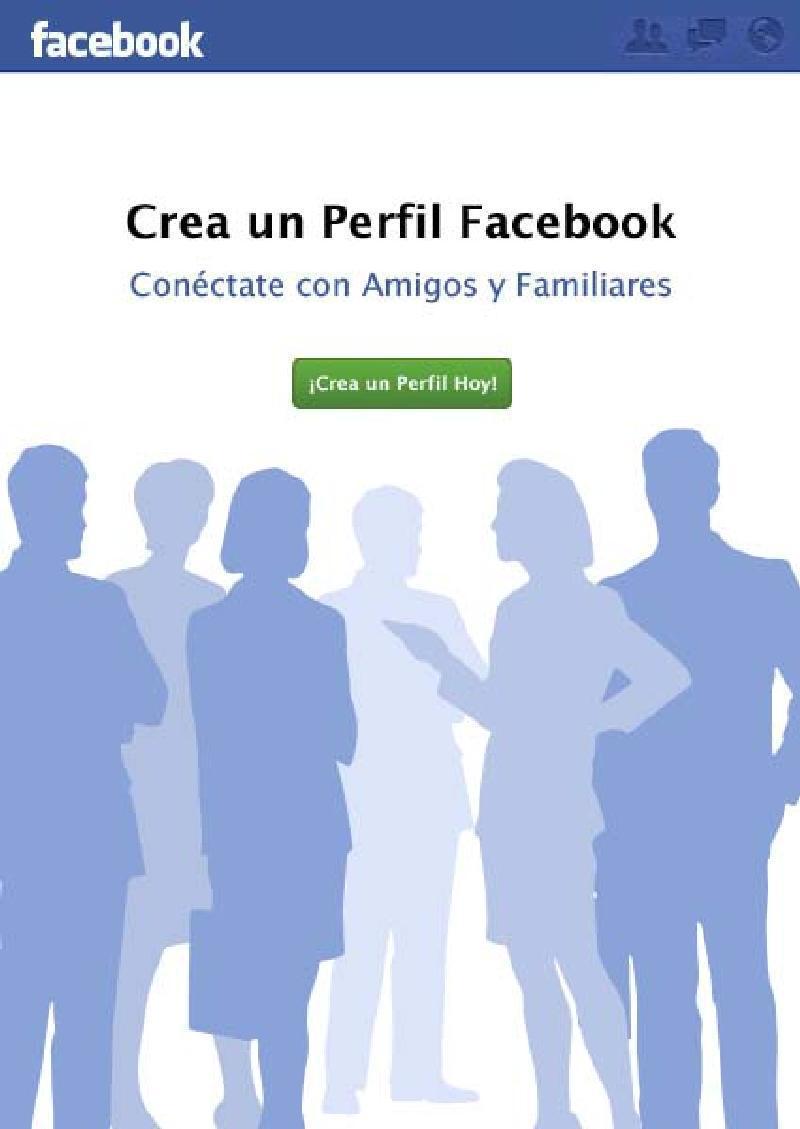 facebook
Crea un Perfil Facebook
Conéctate con Amigos y Familiares
¡Crea un Perfil Hoy!